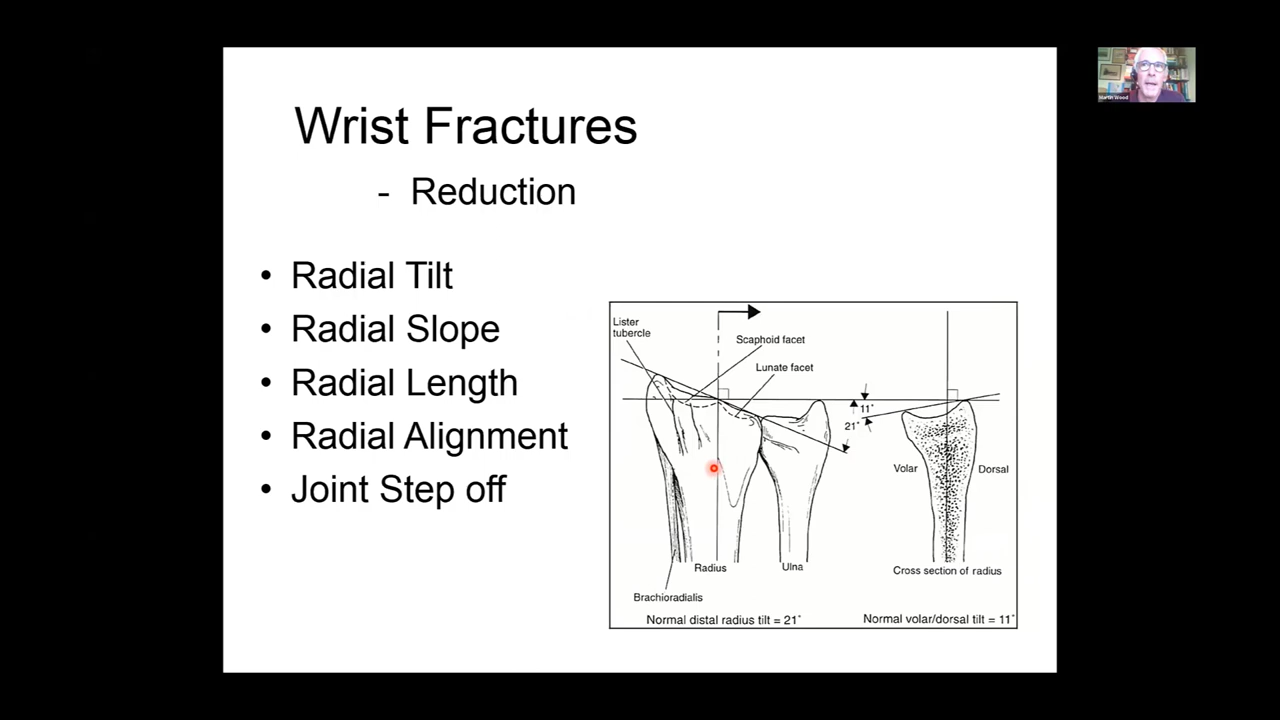 Wrist Fractures
- Reduction
• Radial Tilt
• Radial Slope
• Radial Length
• Radial Alignment
• Joint Step off
Lister
tubercle
Scaphoid facet
Lunate facet
11°
21°
Volar
Dorsal
Radius
Ulna
Cross section of radius
Brachioradialis
Normal distal radius tilt = 21°
Normal volar/dorsal tilt = 11°
Martin Wood